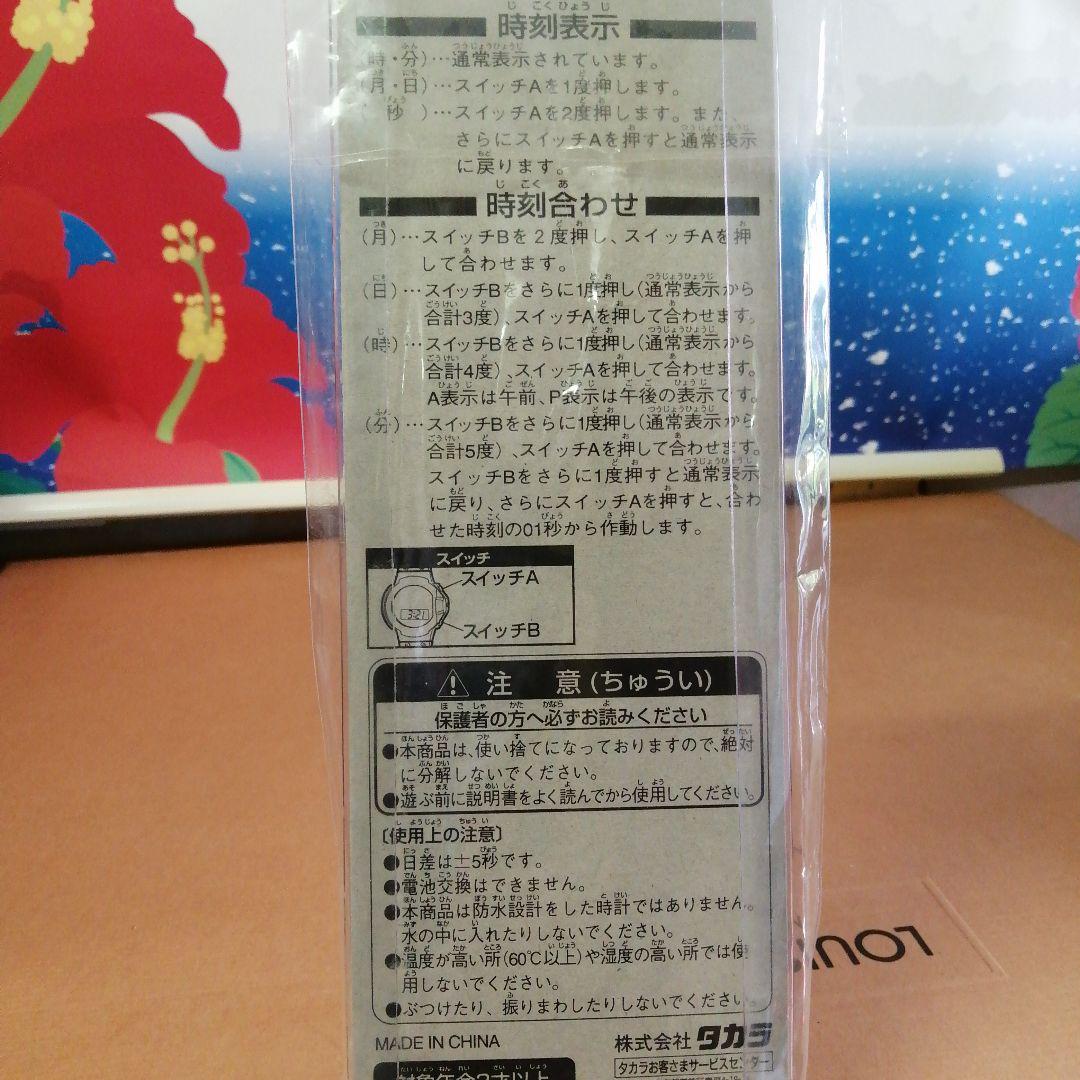 時刻表示
(時・分)…通常表示されています。
(月・日)…スイッチAを1度押します。
(秒)…スイッチAを2度押します。また、
さらにスイッチAを押すと通常表示
に戻ります。
時刻合わせ
(月)…スイッチBを2度押し、スイッチAを押
して合わせます。
(日)…スイッチBをさらに1度押し(通常表示から
合計3度)、スイッチAを押して合わせます。
(時)…スイッチBをさらに1度押し(通常表示から
合計4度)、スイッチAを押して合わせます。
A表示は午前、P表示は午後の表示です。
(分)…スイッチBをさらに1度押し(通常表示から
合計5度)、スイッチAを押して合わせます。
スイッチBをさらに1度押すと通常表示
に戻り、さらにスイッチAを押すと、合わ
せた時刻の01秒から作動します。
スイッチ
スイッチA
3:21
スイッチB
注 意(ちゅうい)
保護者の方へ必ずお読みください
●本商品は、使い捨てになっておりますので、絶対
に分解しないでください。
●遊ぶ前に説明書をよく読んでから使用してください。
〔使用上の注意〕
●日差は±5秒です。
●電池交換はできません。
●本商品は防水設計をした時計ではありません。
水の中に入れたりしないでください。
●温度が高い所(60℃以上)や湿度の高い所では使
用しないでください。
●ぶつけたり、振りまわしたりしないでください。
MADE IN CHINA
株式会社 タカラ
タカラお客さまサービスセンター
対象年令3才以上
LOUI